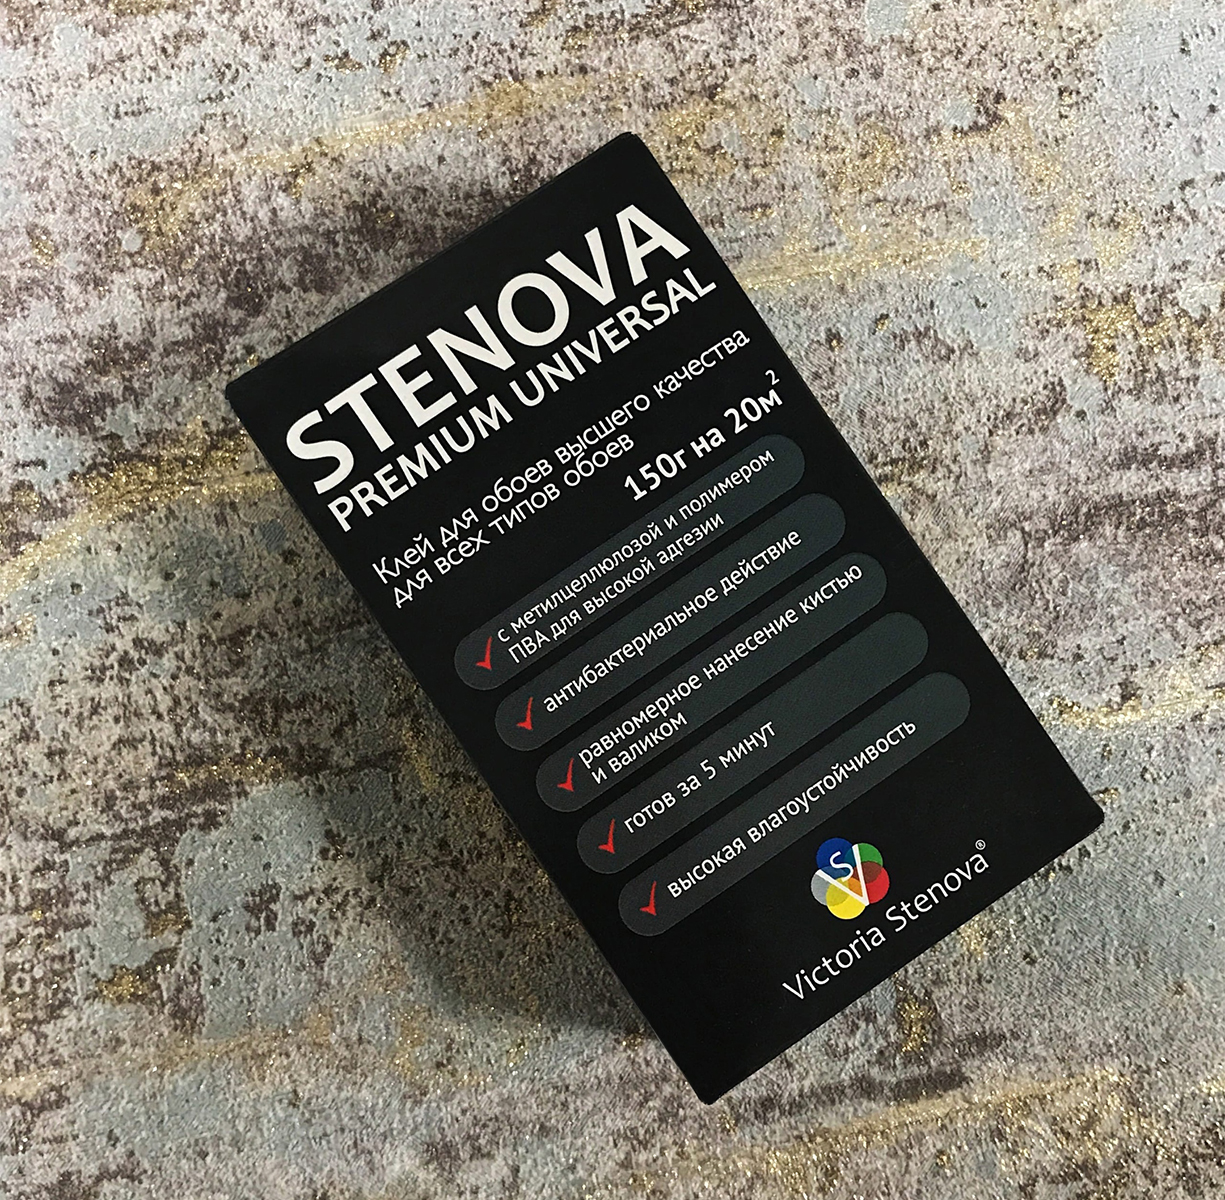 STENOVA
PREMIUM UNIVERSAL
Клей для обоев высшего качества
для всех типов обоев
150г на 20м²
с метилцеллюлозой и полимером
ПВА для высокой адгезии
антибактериальное действие
равномерное нанесение кистью
и валиком
готов за 5 минут
высокая влагоустойчивость
SV
Victoria Stenova®